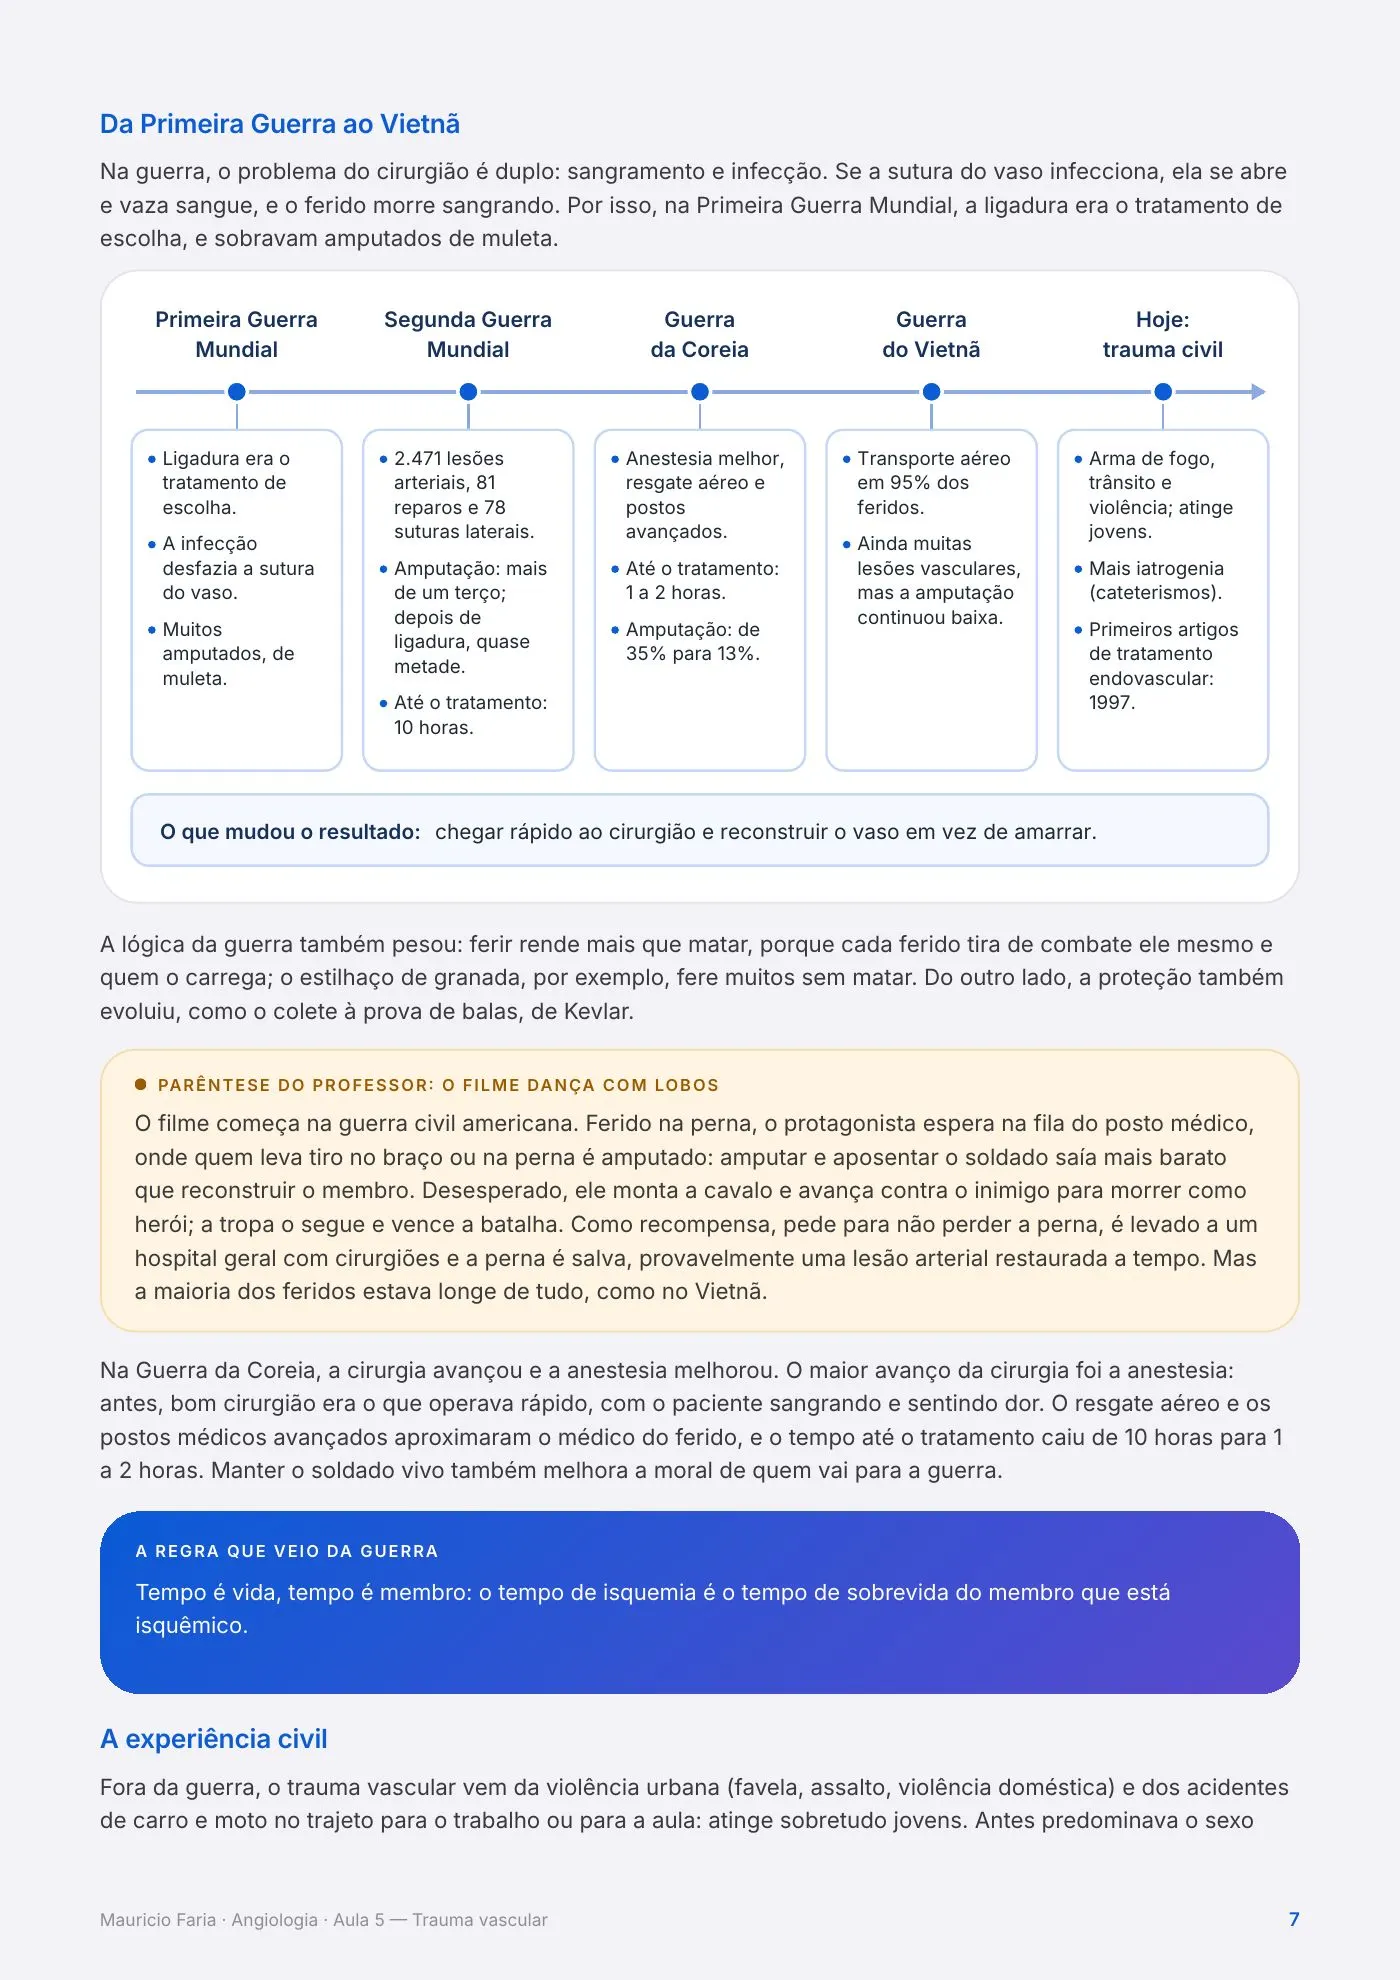 Da Primeira Guerra ao Vietnã
Na guerra, o problema do cirurgião é duplo: sangramento e infecção. Se a sutura do vaso infecciona, ela se abre
e vaza sangue, e o ferido morre sangrando. Por isso, na Primeira Guerra Mundial, a ligadura era o tratamento de
escolha, e sobravam amputados de muleta.
Primeira Guerra
Mundial
Segunda Guerra
Mundial
Guerra
da Coreia
Guerra
do Vietnã
Hoje:
trauma civil
• Ligadura era o
tratamento de
escolha.
• A infecção
desfazia a sutura
do vaso.
• Muitos
amputados, de
muleta.
• 2.471 lesões
arteriais, 81
reparos e 78
suturas laterais.
• Amputação: mais
de um terço;
depois de
ligadura, quase
metade.
• Até o tratamento:
10 horas.
• Anestesia melhor,
resgate aéreo e
postos
avançados.
• Até o tratamento:
1 a 2 horas.
• Amputação: de
35% para 13%.
• Transporte aéreo
em 95% dos
feridos.
• Ainda muitas
lesões vasculares,
mas a amputação
continuou baixa.
• Arma de fogo,
trânsito e
violência; atinge
jovens.
• Mais iatrogenia
(cateterismos).
• Primeiros artigos
de tratamento
endovascular:
1997.
O que mudou o resultado: chegar rápido ao cirurgião e reconstruir o vaso em vez de amarrar.
A lógica da guerra também pesou: ferir rende mais que matar, porque cada ferido tira de combate ele mesmo e
quem o carrega; o estilhaço de granada, por exemplo, fere muitos sem matar. Do outro lado, a proteção também
evoluiu, como o colete à prova de balas, de Kevlar.
PARÊNTESE DO PROFESSOR: O FILME DANÇA COM LOBOS
O filme começa na guerra civil americana. Ferido na perna, o protagonista espera na fila do posto médico,
onde quem leva tiro no braço ou na perna é amputado: amputar e aposentar o soldado saía mais barato
que reconstruir o membro. Desesperado, ele monta a cavalo e avança contra o inimigo para morrer como
herói; a tropa o segue e vence a batalha. Como recompensa, pede para não perder a perna, é levado a um
hospital geral com cirurgiões e a perna é salva, provavelmente uma lesão arterial restaurada a tempo. Mas
a maioria dos feridos estava longe de tudo, como no Vietnã.
Na Guerra da Coreia, a cirurgia avançou e a anestesia melhorou. O maior avanço da cirurgia foi a anestesia:
antes, bom cirurgião era o que operava rápido, com o paciente sangrando e sentindo dor. O resgate aéreo e os
postos médicos avançados aproximaram o médico do ferido, e o tempo até o tratamento caiu de 10 horas para 1
a 2 horas. Manter o soldado vivo também melhora a moral de quem vai para a guerra.
A REGRA QUE VEIO DA GUERRA
Tempo é vida, tempo é membro: o tempo de isquemia é o tempo de sobrevida do membro que está
isquêmico.
A experiência civil
Fora da guerra, o trauma vascular vem da violência urbana (favela, assalto, violência doméstica) e dos acidentes
de carro e moto no trajeto para o trabalho ou para a aula: atinge sobretudo jovens. Antes predominava o sexo
Mauricio Faria · Angiologia · Aula 5 — Trauma vascular
7